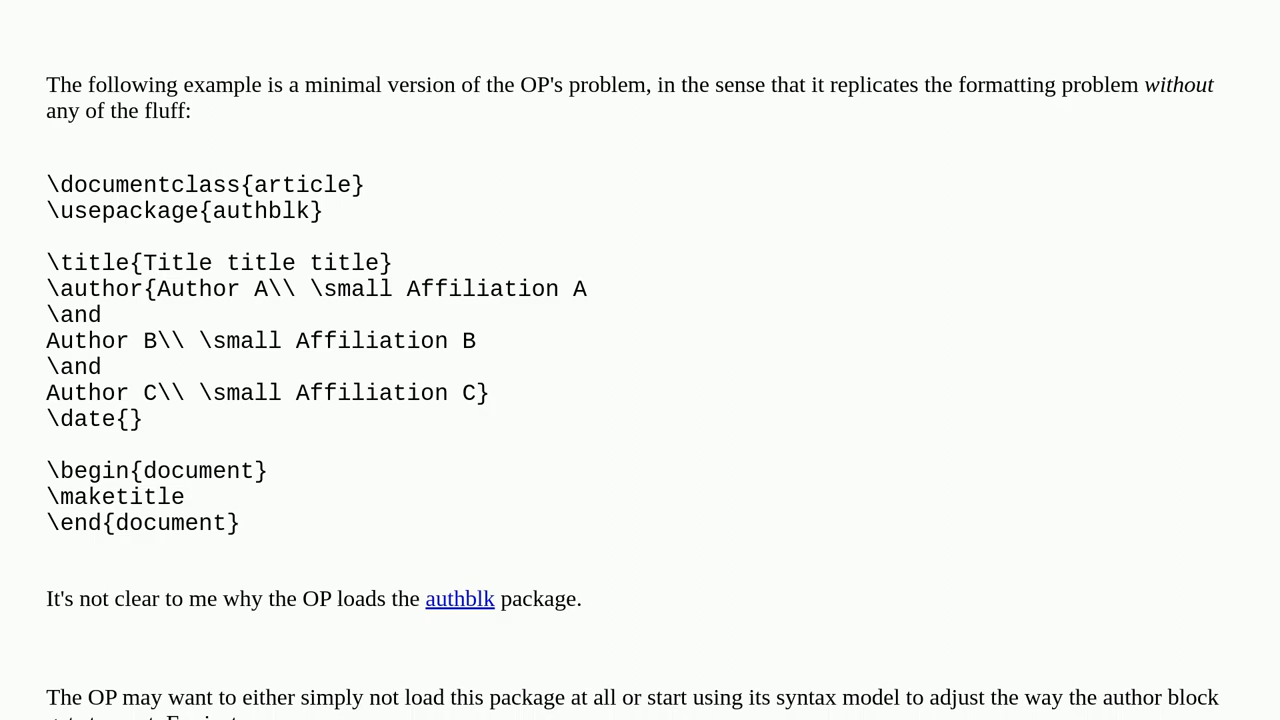 The following example is a minimal version of the OP's problem, in the sense that it replicates the formatting problem without
any of the fluff:
\documentclass{article}
\usepackage{authblk}
\title{Title title title}
\author{Author A\\ \small Affiliation A
\and
Author B\\ \small Affiliation B
\and
Author C\\ \small Affiliation C}
\date{}
\begin{document}
\maketitle
\end{document}
It's not clear to me why the OP loads the authblk package.
The OP may want to either simply not load this package at all or start using its syntax model to adjust the way the author block